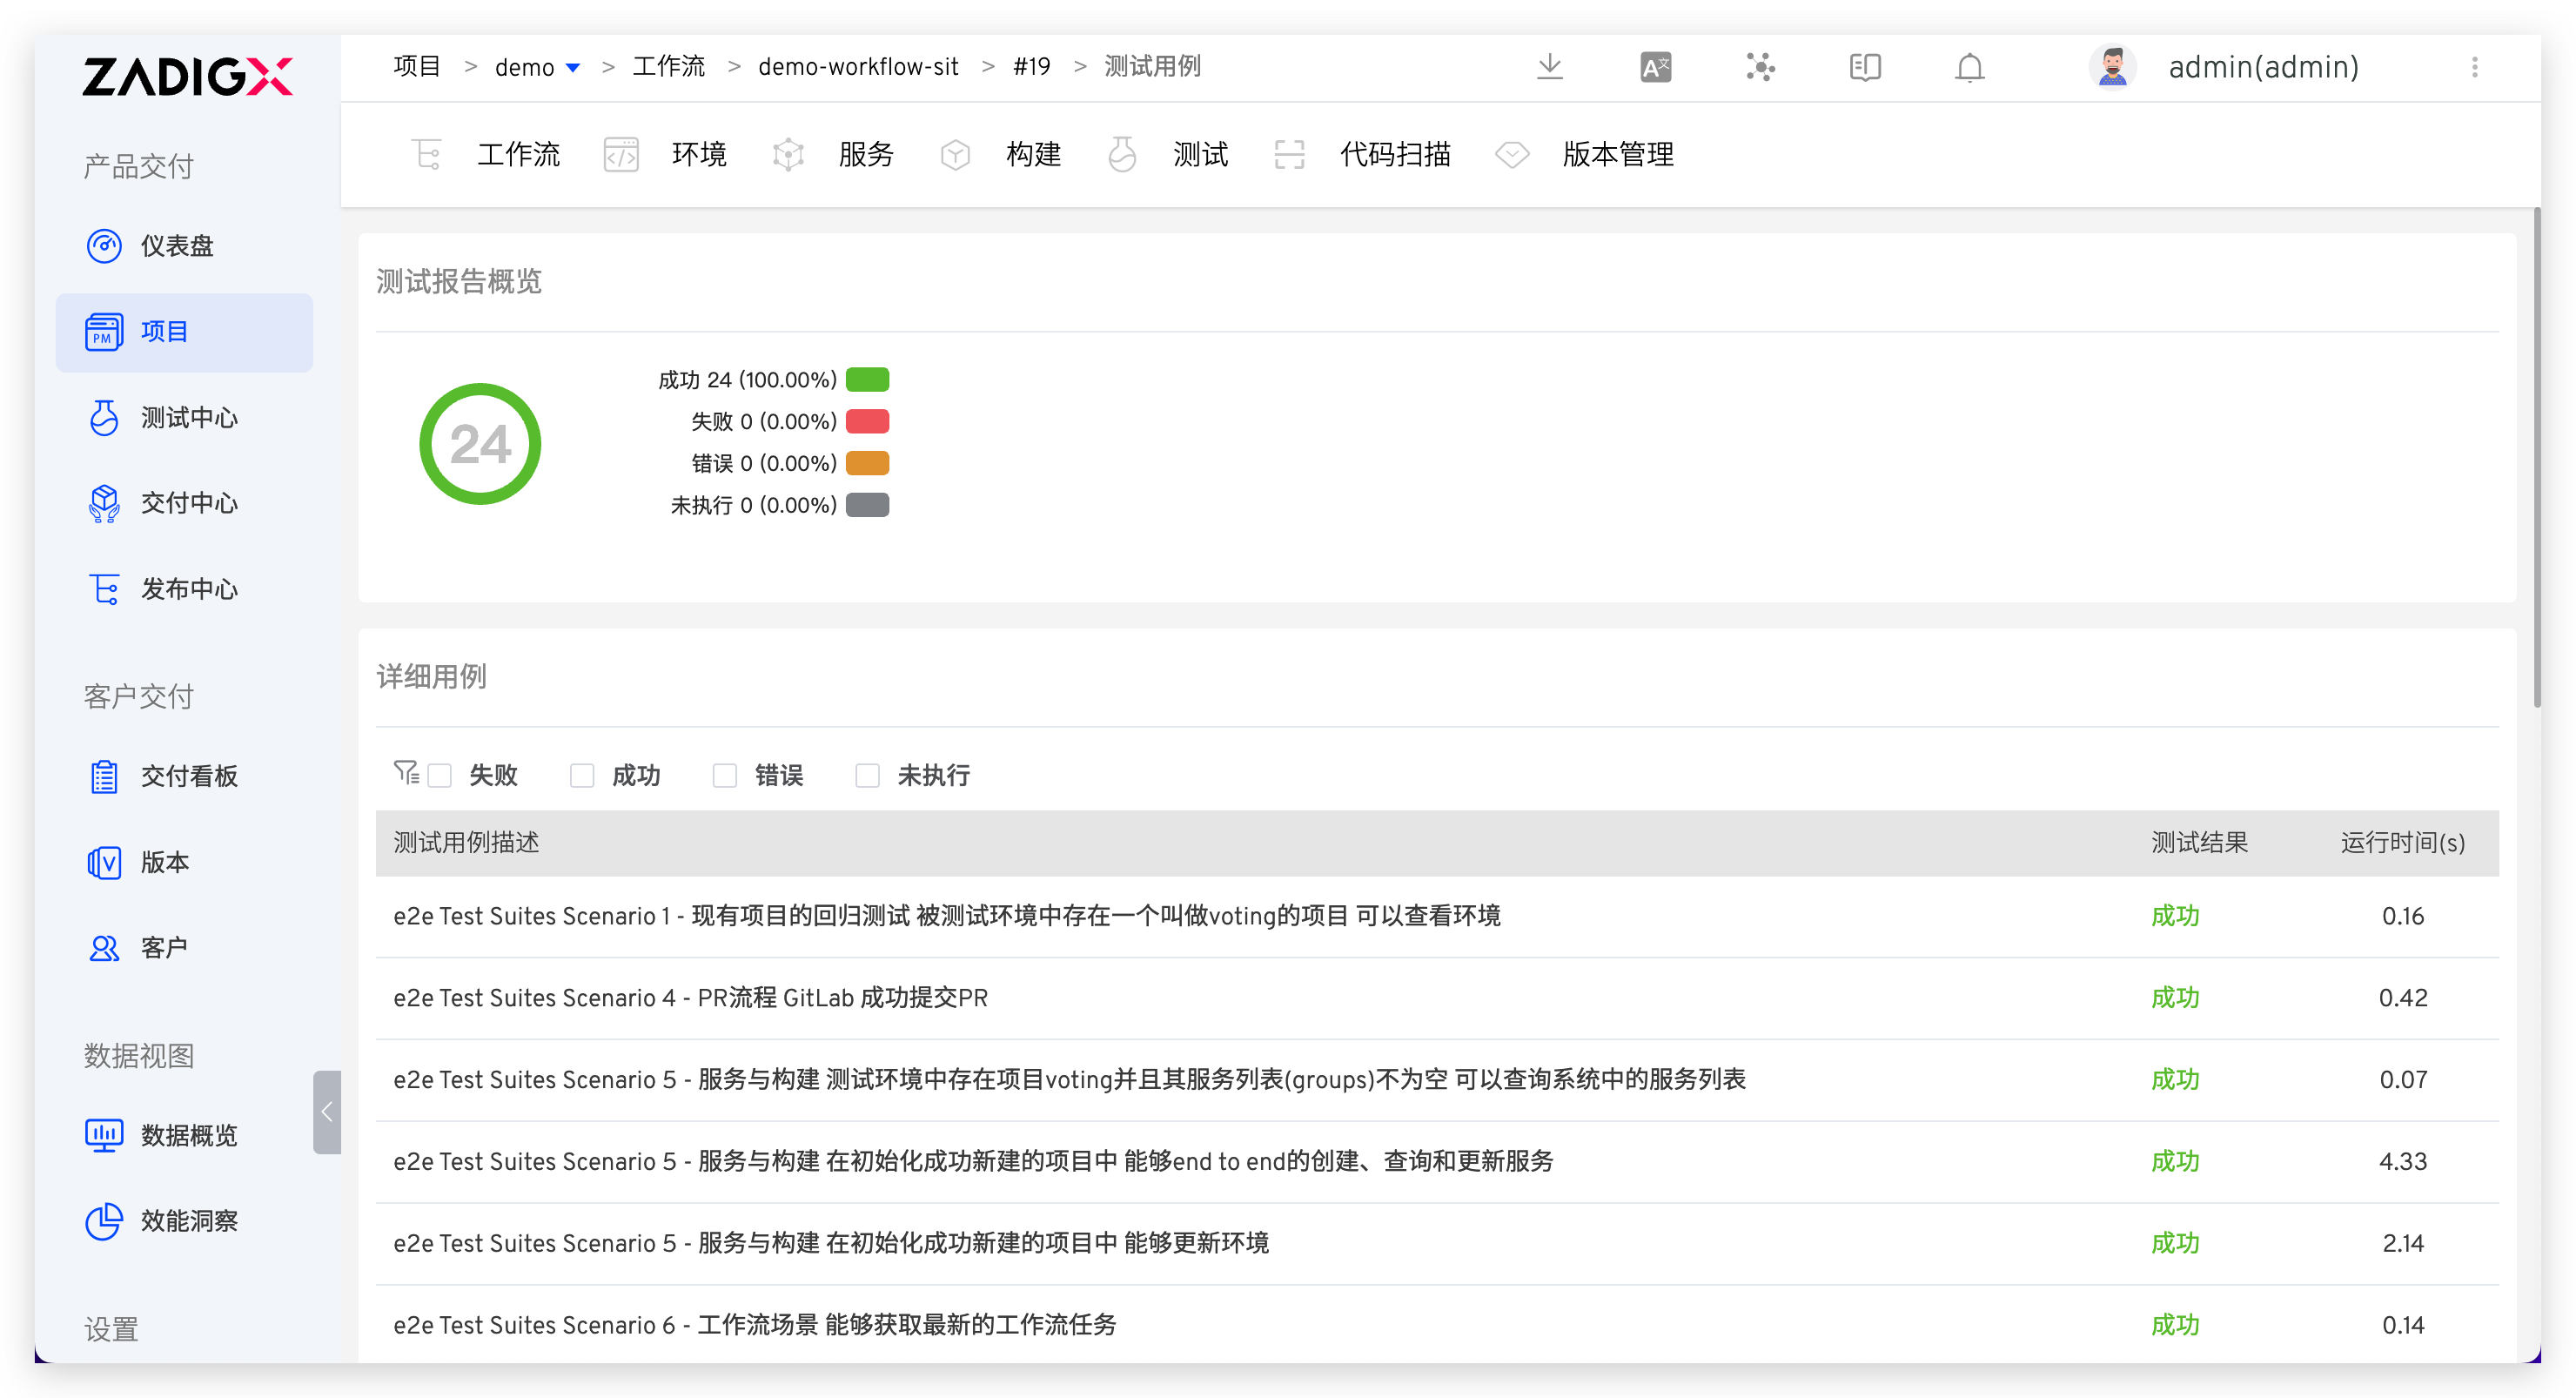 ZADIGX
项目 > demo > 工作流 > demo-workflow-sit > #19 > 测试用例
A文
admin(admin)
工作流 环境 服务 构建 测试 代码扫描 版本管理
产品交付
仪表盘
PM 项目
测试中心
交付中心
发布中心
客户交付
交付看板
V 版本
客户
数据视图
数据概览
效能洞察
设置
测试报告概览
24
成功 24 (100.00%)
失败 0 (0.00%)
错误 0 (0.00%)
未执行 0 (0.00%)
详细用例
失败 成功 错误 未执行
测试用例描述 测试结果 运行时间(s)
e2e Test Suites Scenario 1 - 现有项目的回归测试 被测试环境中存在一个叫做voting的项目 可以查看环境 成功 0.16
e2e Test Suites Scenario 4 - PR流程 GitLab 成功提交PR 成功 0.42
e2e Test Suites Scenario 5 - 服务与构建 测试环境中存在项目voting并且其服务列表(groups)不为空 可以查询系统中的服务列表 成功 0.07
e2e Test Suites Scenario 5 - 服务与构建 在初始化成功新建的项目中 能够end to end的创建、查询和更新服务 成功 4.33
e2e Test Suites Scenario 5 - 服务与构建 在初始化成功新建的项目中 能够更新环境 成功 2.14
e2e Test Suites Scenario 6 - 工作流场景 能够获取最新的工作流任务 成功 0.14